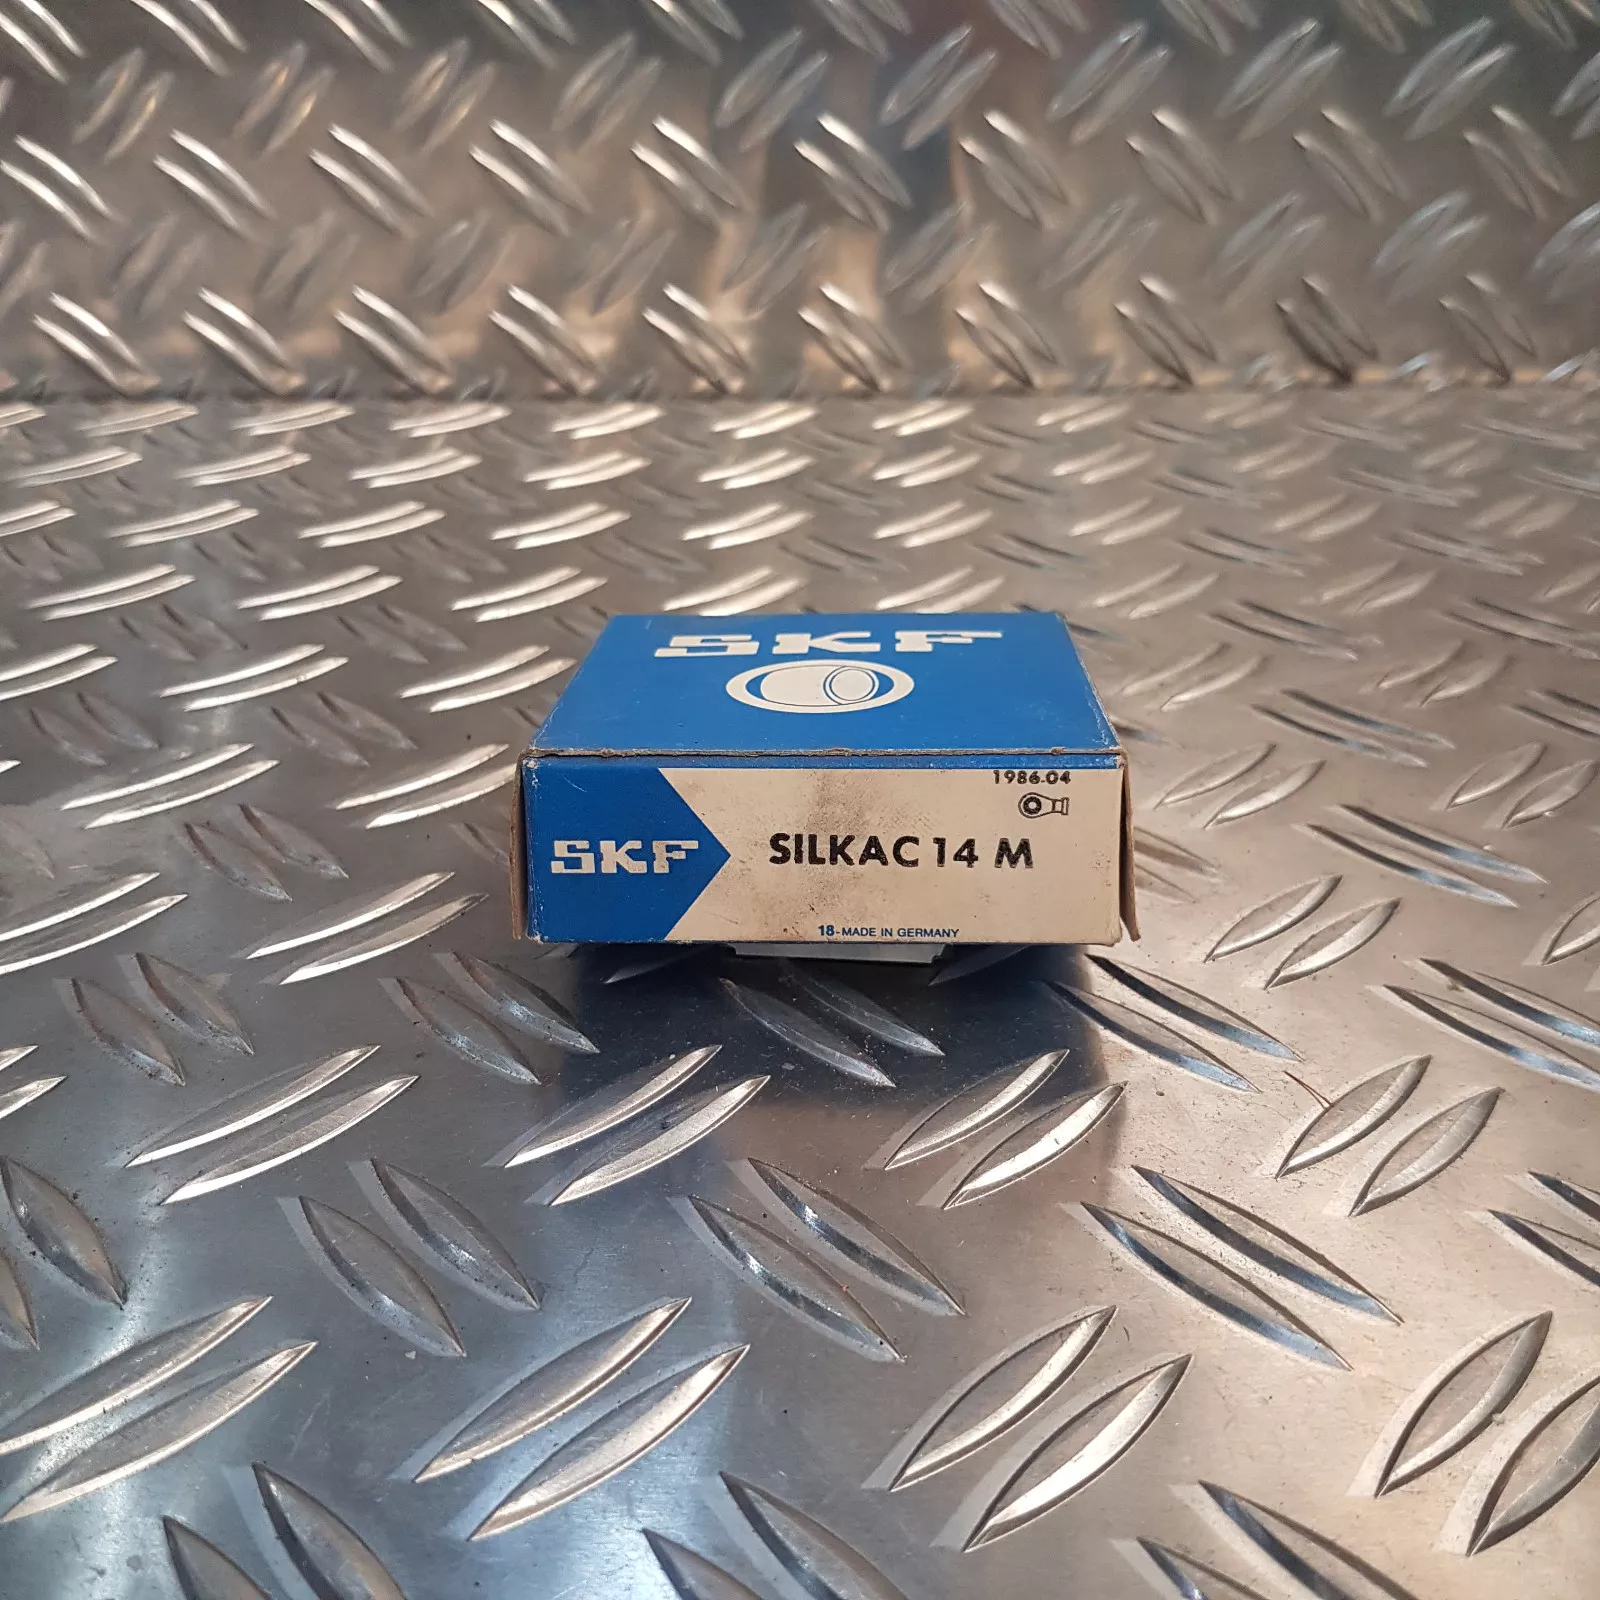 SKF
1986.04
SKF
SILKAC 14 M
18-MADE IN GERMANY